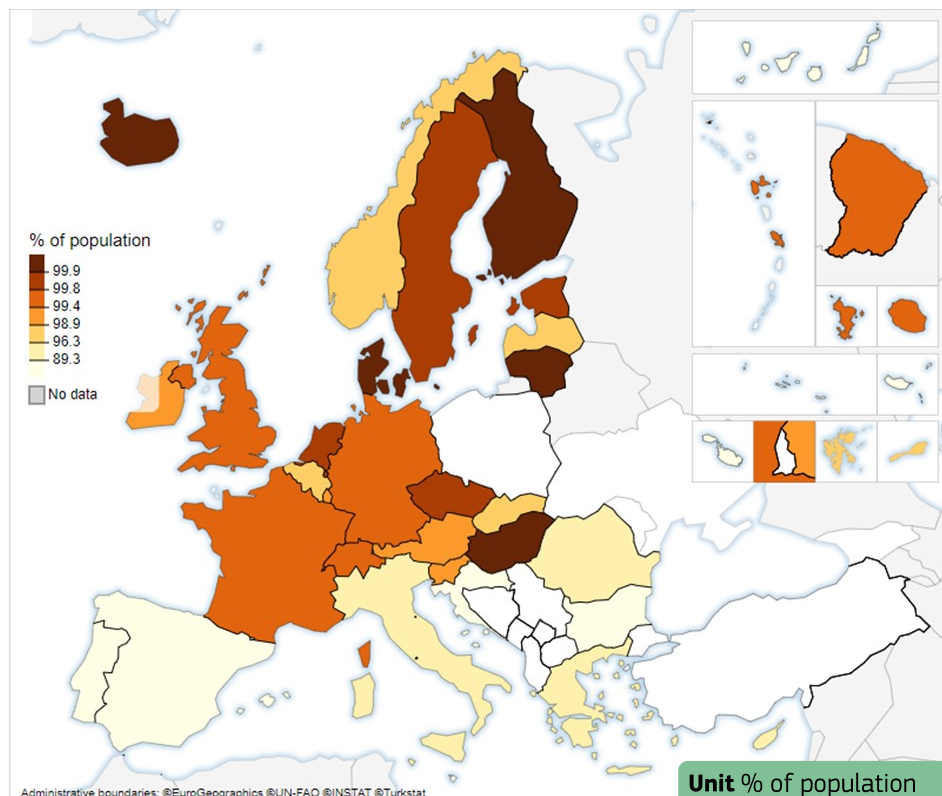 % of population
99.9
99.8
99.4
98.9
96.3
89.3
No data
Administrative boundaries: ©EuroGeographics ©UN-FAO ©INSTAT ©Turkstat
Unit % of population